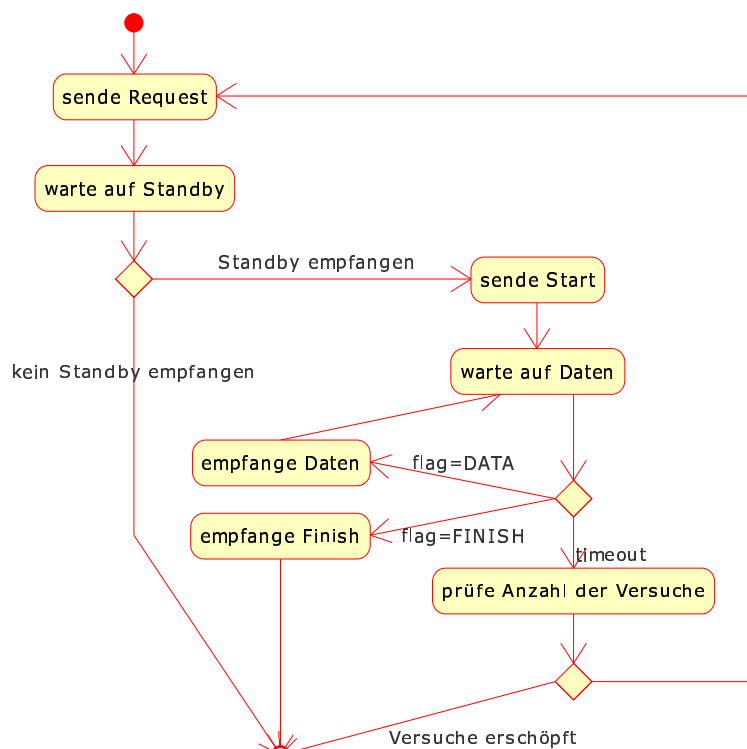 sende Request
warte auf Standby
Standby empfangen
sende Start
kein Standby empfangen
warte auf Daten
empfange Daten
flag=DATA
empfange Finish
flag=FINISH
timeout
prüfe Anzahl der Versuche
Versuche erschöpft